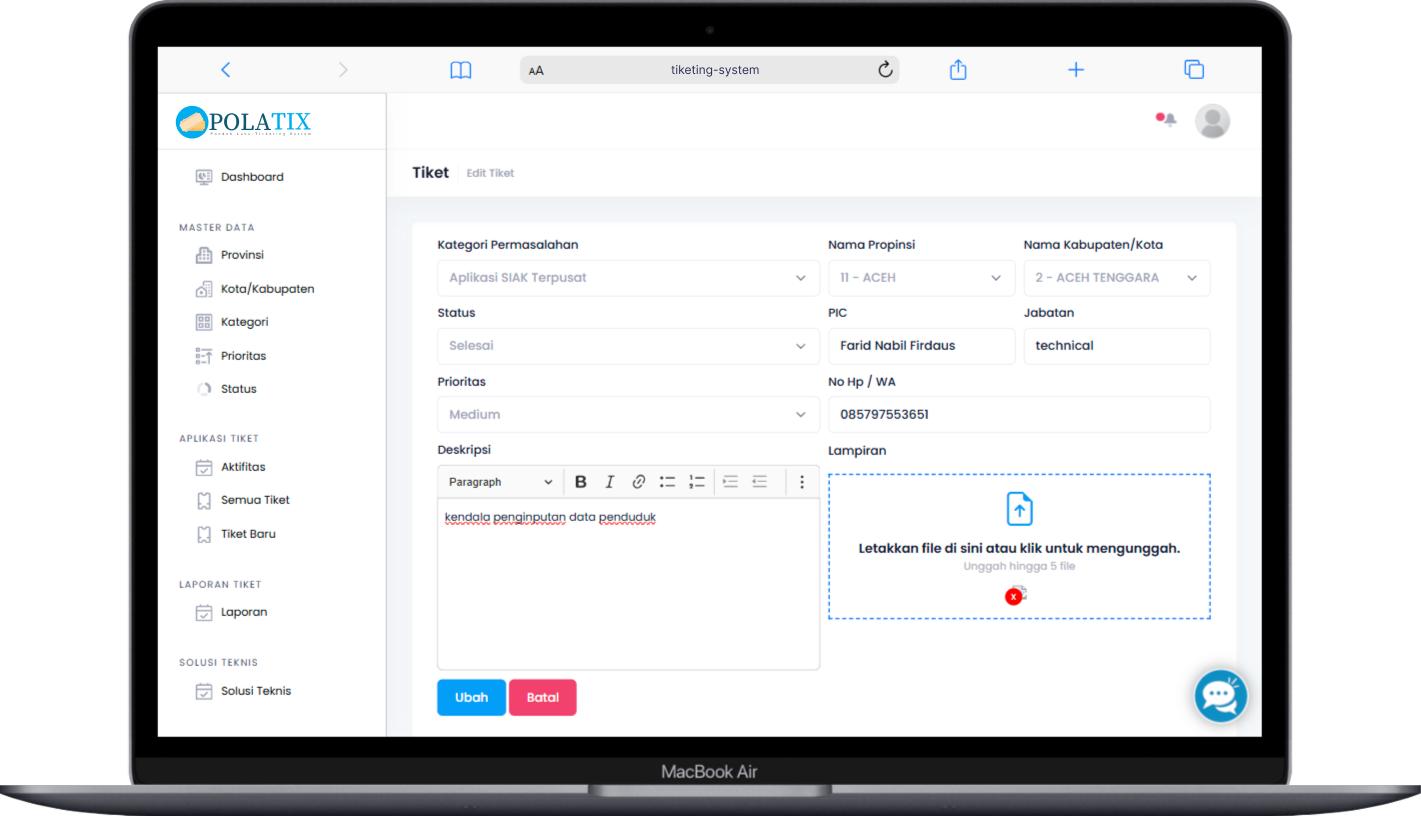 AA tiketing-system
POLATIX
Dashboard
MASTER DATA
Provinsi
Kota/Kabupaten
Kategori
Prioritas
Status
APLIKASI TIKET
Aktifitas
Semua Tiket
Tiket Baru
LAPORAN TIKET
Laporan
SOLUSI TEKNIS
Solusi Teknis
Tiket Edit Tiket
Kategori Permasalahan
Aplikasi SIAK Terpusat
Nama Propinsi
11 - ACEH
Nama Kabupaten/Kota
2 - ACEH TENGGARA
Status
Selesai
PIC
Farid Nabil Firdaus
Jabatan
technical
Prioritas
Medium
No Hp / WA
085797553651
Deskripsi
Paragraph B I
kendala penginputan data penduduk
Lampiran
Letakkan file di sini atau klik untuk mengunggah.
Unggah hingga 5 file
x
Ubah Batal
MacBook Air